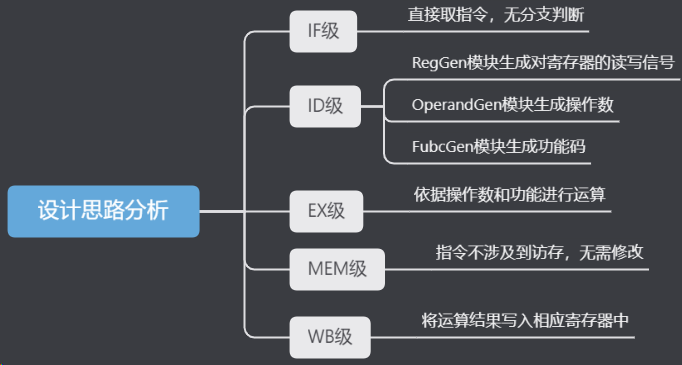 设计思路分析
IF级
直接取指令，无分支判断
ID级
RegGen模块生成对寄存器的读写信号
OperandGen模块生成操作数
FubcGen模块生成功能码
EX级
依据操作数和功能进行运算
MEM级
指令不涉及到访存，无需修改
WB级
将运算结果写入相应寄存器中